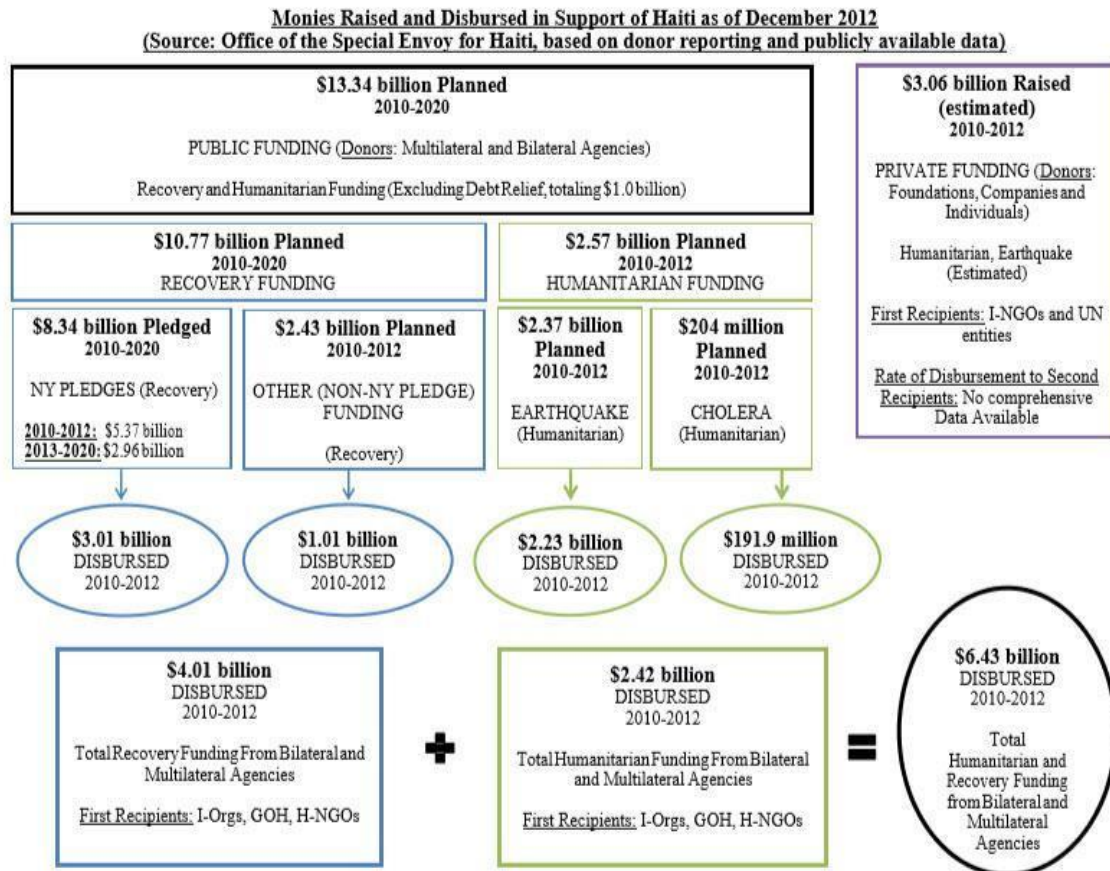 Monies Raised and Disbursed in Support of Haiti as of December 2012
(Source: Office of the Special Envoy for Haiti, based on donor reporting and publicly available data)
$13.34 billion Planned
2010-2020
PUBLIC FUNDING (Donors: Multilateral and Bilateral Agencies)
Recovery and Humanitarian Funding (Excluding Debt Relief, totaling $1.0 billion)
$3.06 billion Raised
(estimated)
2010-2012
PRIVATE FUNDING (Donors:
Foundations, Companies and
Individuals)
Humanitarian, Earthquake
(Estimated)
First Recipients: I-NGOs and UN
entities
Rate of Disbursement to Second
Recipients: No comprehensive
Data Available
$10.77 billion Planned
2010-2020
RECOVERY FUNDING
$2.57 billion Planned
2010-2012
HUMANITARIAN FUNDING
$8.34 billion Pledged
2010-2020
NY PLEDGES (Recovery)
2010-2012: $5.37 billion
2013-2020: $2.96 billion
$2.43 billion Planned
2010-2012
OTHER (NON-NY PLEDGE)
FUNDING
(Recovery)
$2.37 billion
Planned
2010-2012
EARTHQUAKE
(Humanitarian)
$204 million
Planned
2010-2012
CHOLERA
(Humanitarian)
$3.01 billion
DISBURSED
2010-2012
$1.01 billion
DISBURSED
2010-2012
$2.23 billion
DISBURSED
2010-2012
$191.9 million
DISBURSED
2010-2012
$4.01 billion
DISBURSED
2010-2012
Total Recovery Funding From Bilateral and
Multilateral Agencies
First Recipients: I-Orgs, GOH, H-NGOs
+
$2.42 billion
DISBURSED
2010-2012
Total Humanitarian Funding From Bilateral
and Multilateral Agencies
First Recipients: I-Orgs, GOH, H-NGOs
=
$6.43 billion
DISBURSED
2010-2012
Total
Humanitarian and
Recovery Funding
from Bilateral and
Multilateral
Agencies